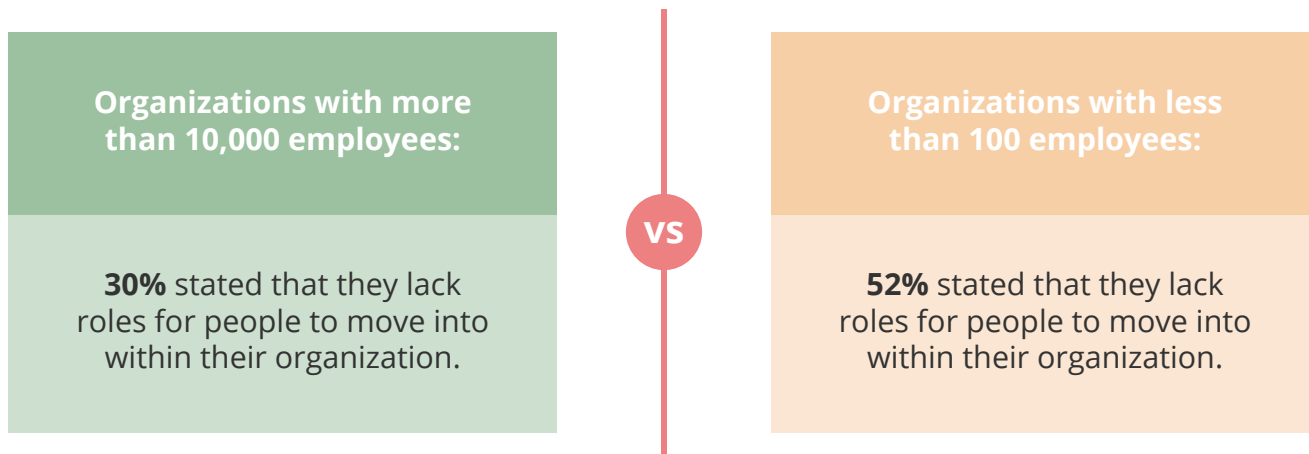 Organizations with more
than 10,000 employees:
30% stated that they lack
roles for people to move into
within their organization.
VS
Organizations with less
than 100 employees:
52% stated that they lack
roles for people to move into
within their organization.